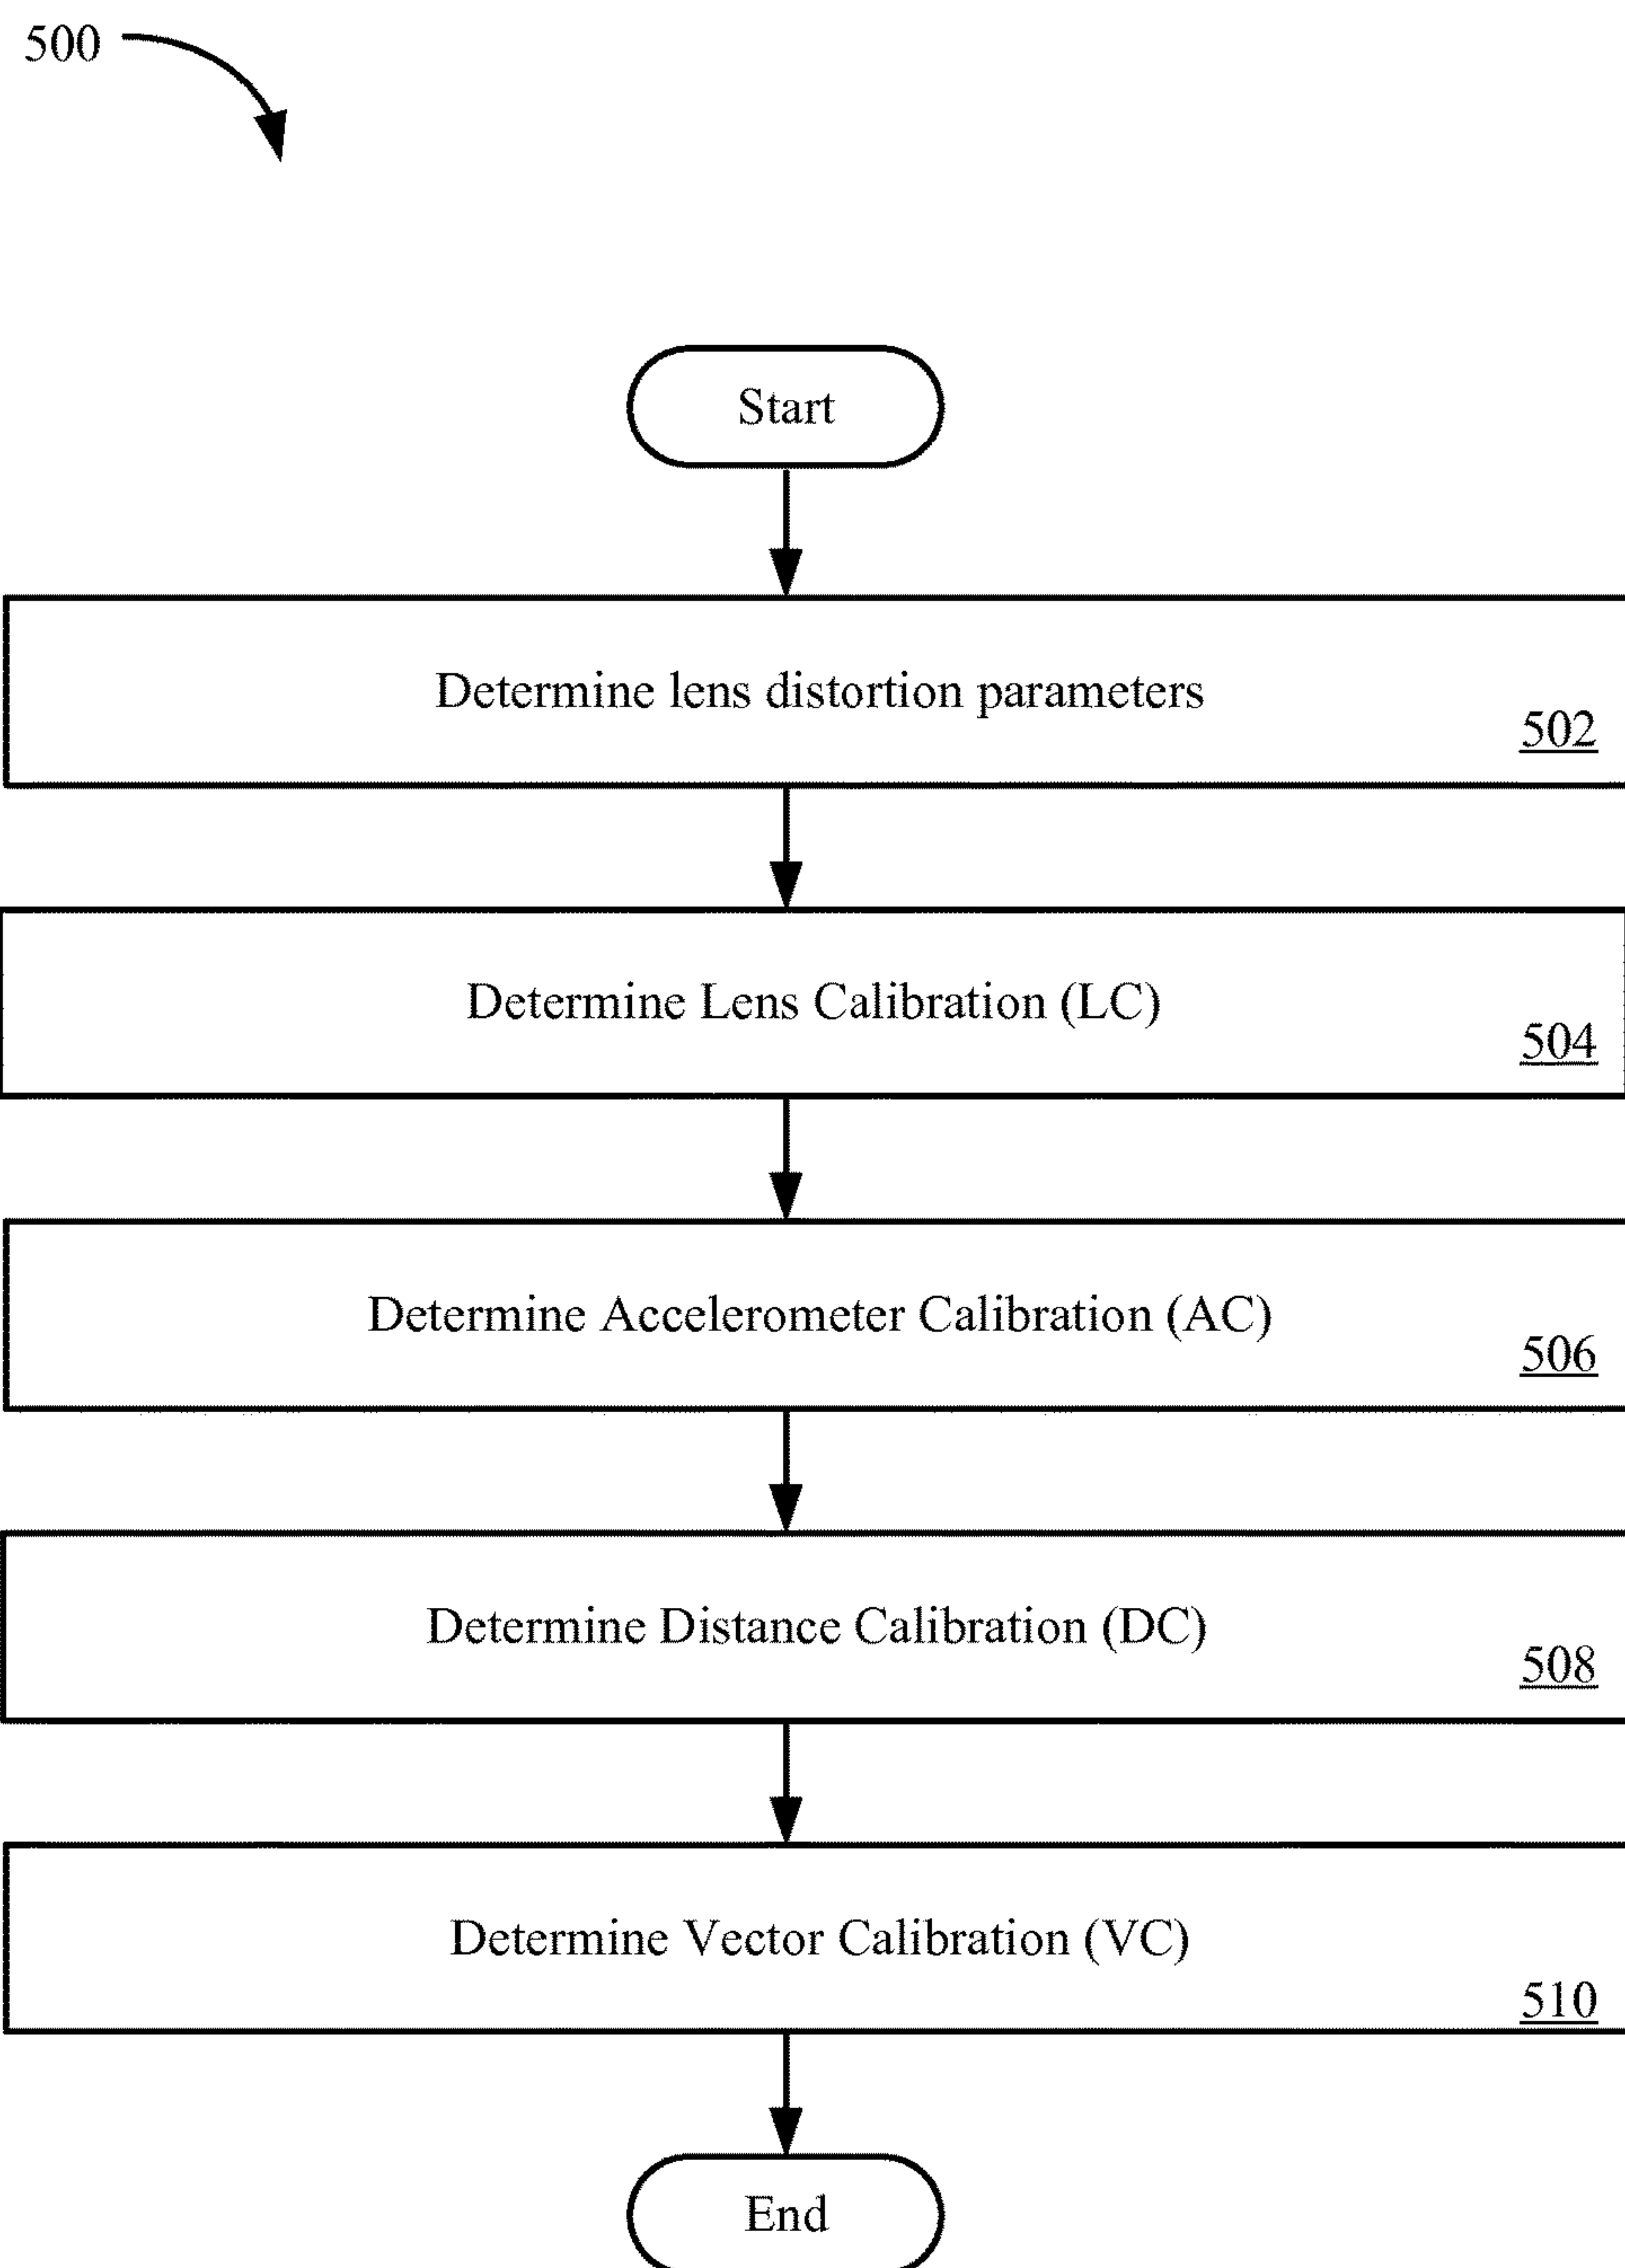 500
Start
Determine lens distortion parameters
502
Determine Lens Calibration (LC)
504
Determine Accelerometer Calibration (AC)
506
Determine Distance Calibration (DC)
508
Determine Vector Calibration (VC)
510
End